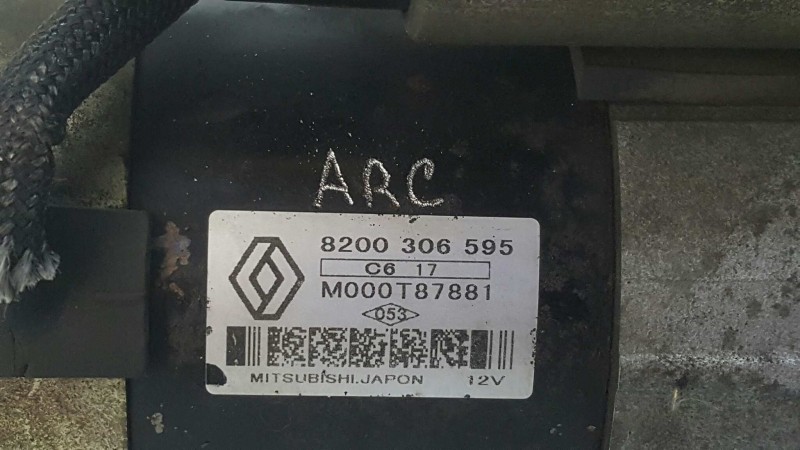 ARC
8200 306 595
C6 17
M000T87881
053
MITSUBISHI.JAPON 12V